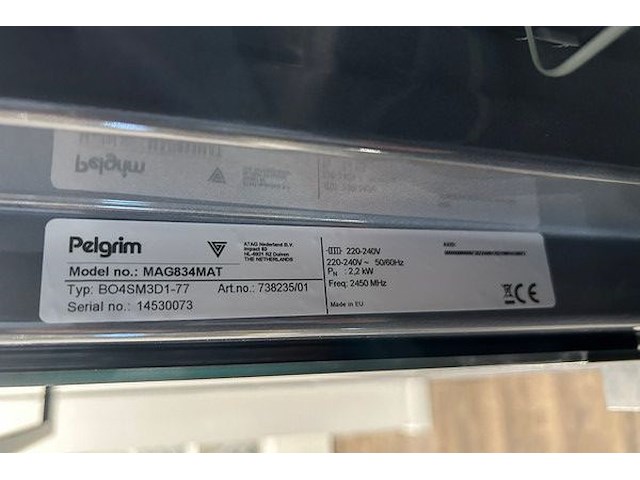 Pelgrim
ATAG Nederland B.V.
Impact 83
HL-6921 RZ Duiven
THE NETHERLANDS
Model no.: MAG834MAT
Typ: BO4SM3D1-77 Art.no.: 738235/01
Serial no.: 14530073
220-240V
220-240V ~ 50/60Hz
PN : 2,2 kW
Freq: 2450 MHz
Made in EU
CE
Pelgrim